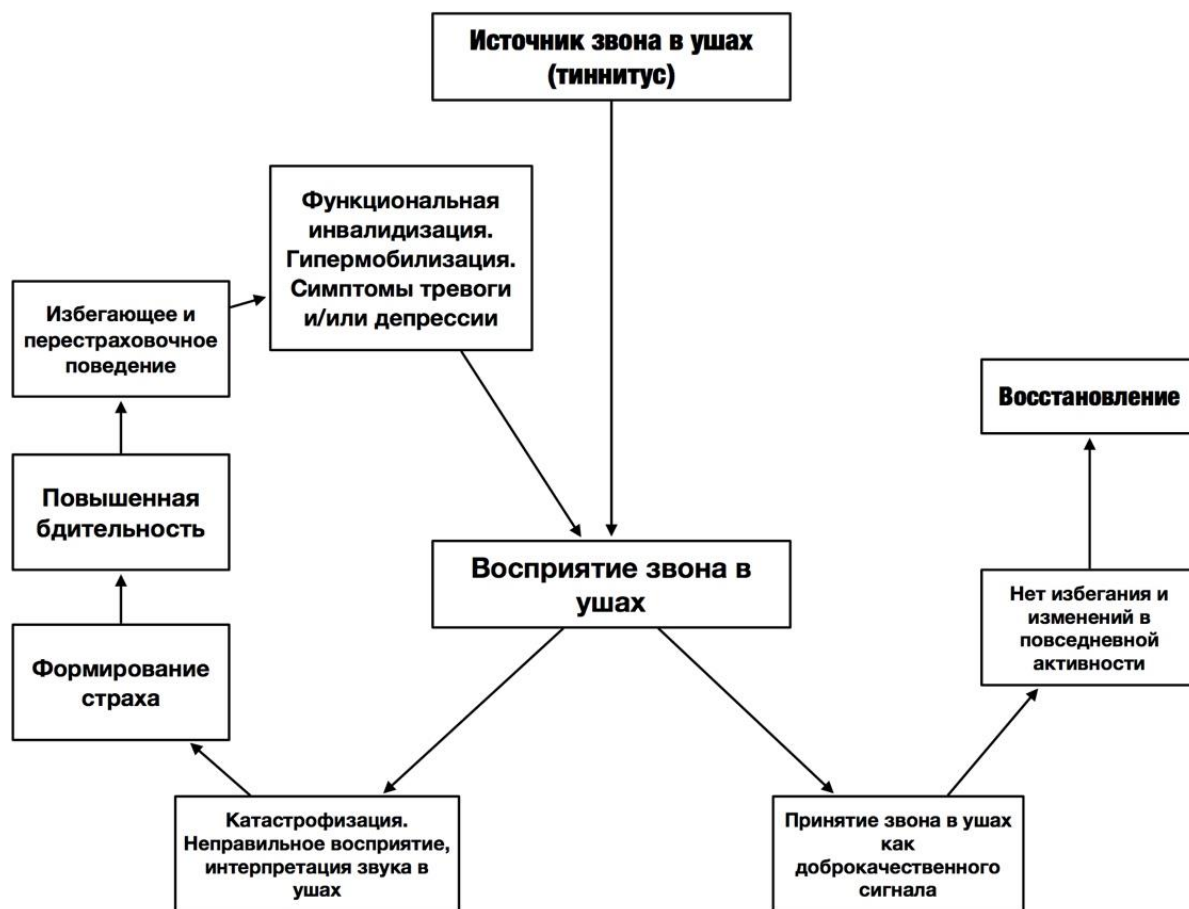 Источник звона в ушах
(тиннитус)
Функциональная
инвалидизация.
Гипермобилизация.
Симптомы тревоги
и/или депрессии
Избегающее и
перестраховочное
поведение
Восстановление
Повышенная
бдительность
Восприятие звона в
ушах
Нет избегания и
изменений в
повседневной
активности
Формирование
страха
Катастрофизация.
Неправильное восприятие,
интерпретация звука в
ушах
Принятие звона в ушах
как
доброкачественного
сигнала